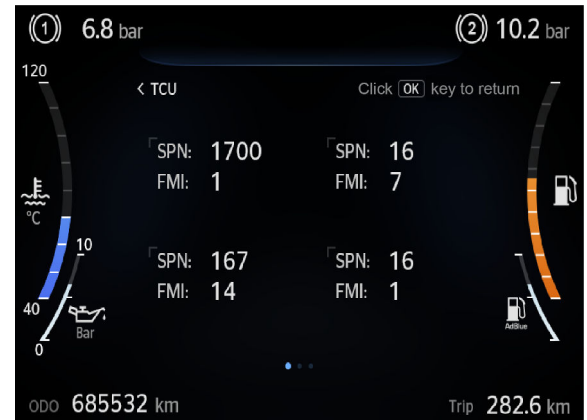 (1) 6.8 bar
(2) 10.2 bar
120
< TCU
Click OK key to return
SPN: 1700
FMI: 1
SPN: 16
FMI: 7
°C
10
SPN: 167
FMI: 14
SPN: 16
FMI: 1
40
Bar
0
AdBlue
ODO 685532 km
Trip 282.6 km